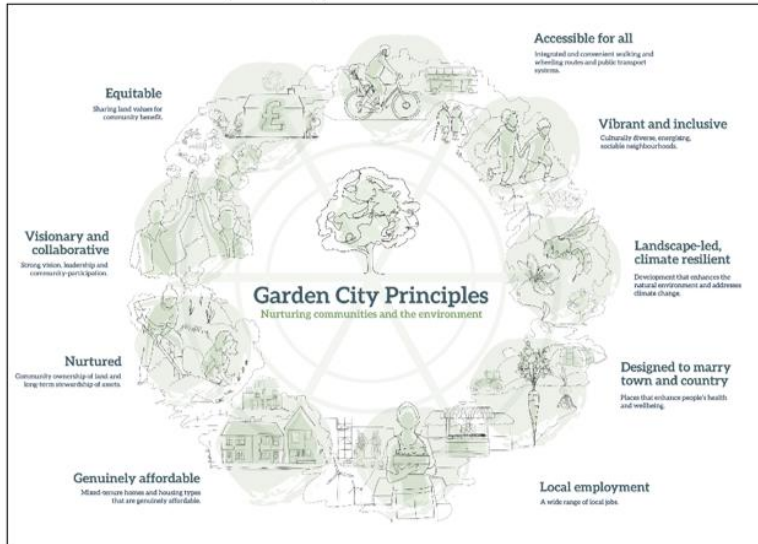 Garden City Principles
Nurturing communities and the environment
Accessible for all
Integrated and convenient walking and
wheeling routes and public transport
systems.
Vibrant and inclusive
Culturally diverse, energising,
sociable neighbourhoods.
Landscape-led,
climate resilient
Development that enhances the
natural environment and addresses
climate change.
Designed to marry
town and country
Places that enhance people's health
and wellbeing.
Local employment
A wide range of local jobs.
Genuinely affordable
Mixed-tenure homes and housing types
that are genuinely affordable.
Nurtured
Community ownership of land and
long-term stewardship of assets.
Visionary and
collaborative
Strong vision, leadership and
community-participation.
Equitable
Sharing land values for
community benefit.
£